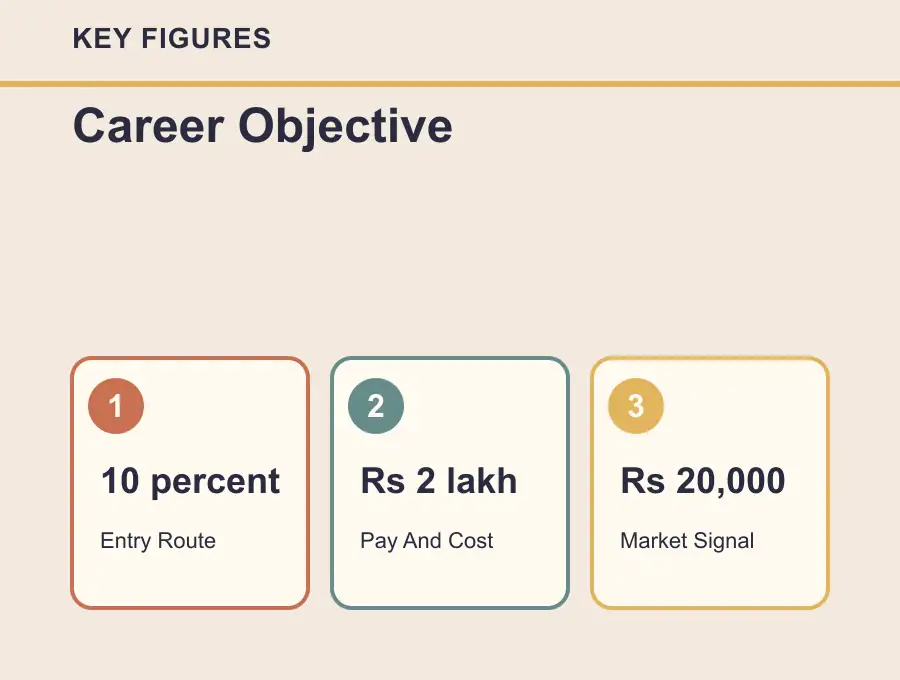 KEY FIGURES
Career Objective
1
10 percent
Entry Route
2
Rs 2 lakh
Pay And Cost
3
Rs 20,000
Market Signal